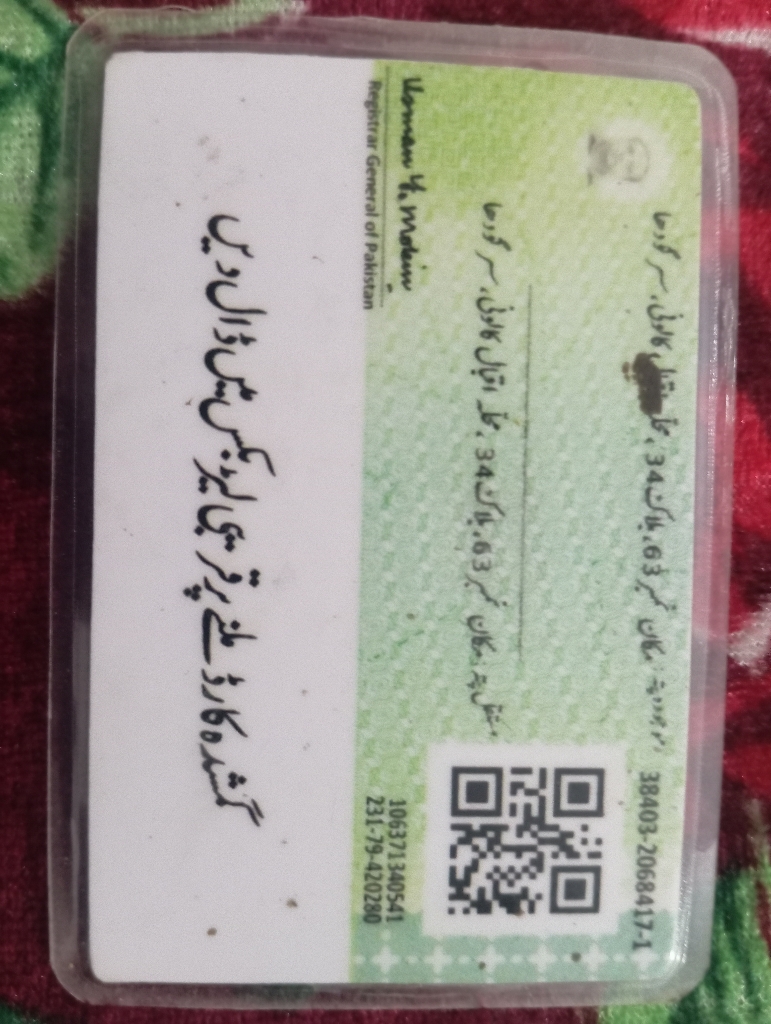 38403-2068417-1
موجودہ پتہ: مکان نمبر 63، بلاک 34، محلہ اقبال کالونی، سرگودھا
مستقل پتہ: مکان نمبر 63، بلاک 34، محلہ اقبال کالونی، سرگودھا
106371340541
231-79-420280
Registrar General of Pakistan
گمشدہ کارڈ ملنے پر قریبی لیٹر بکس میں ڈال دیں